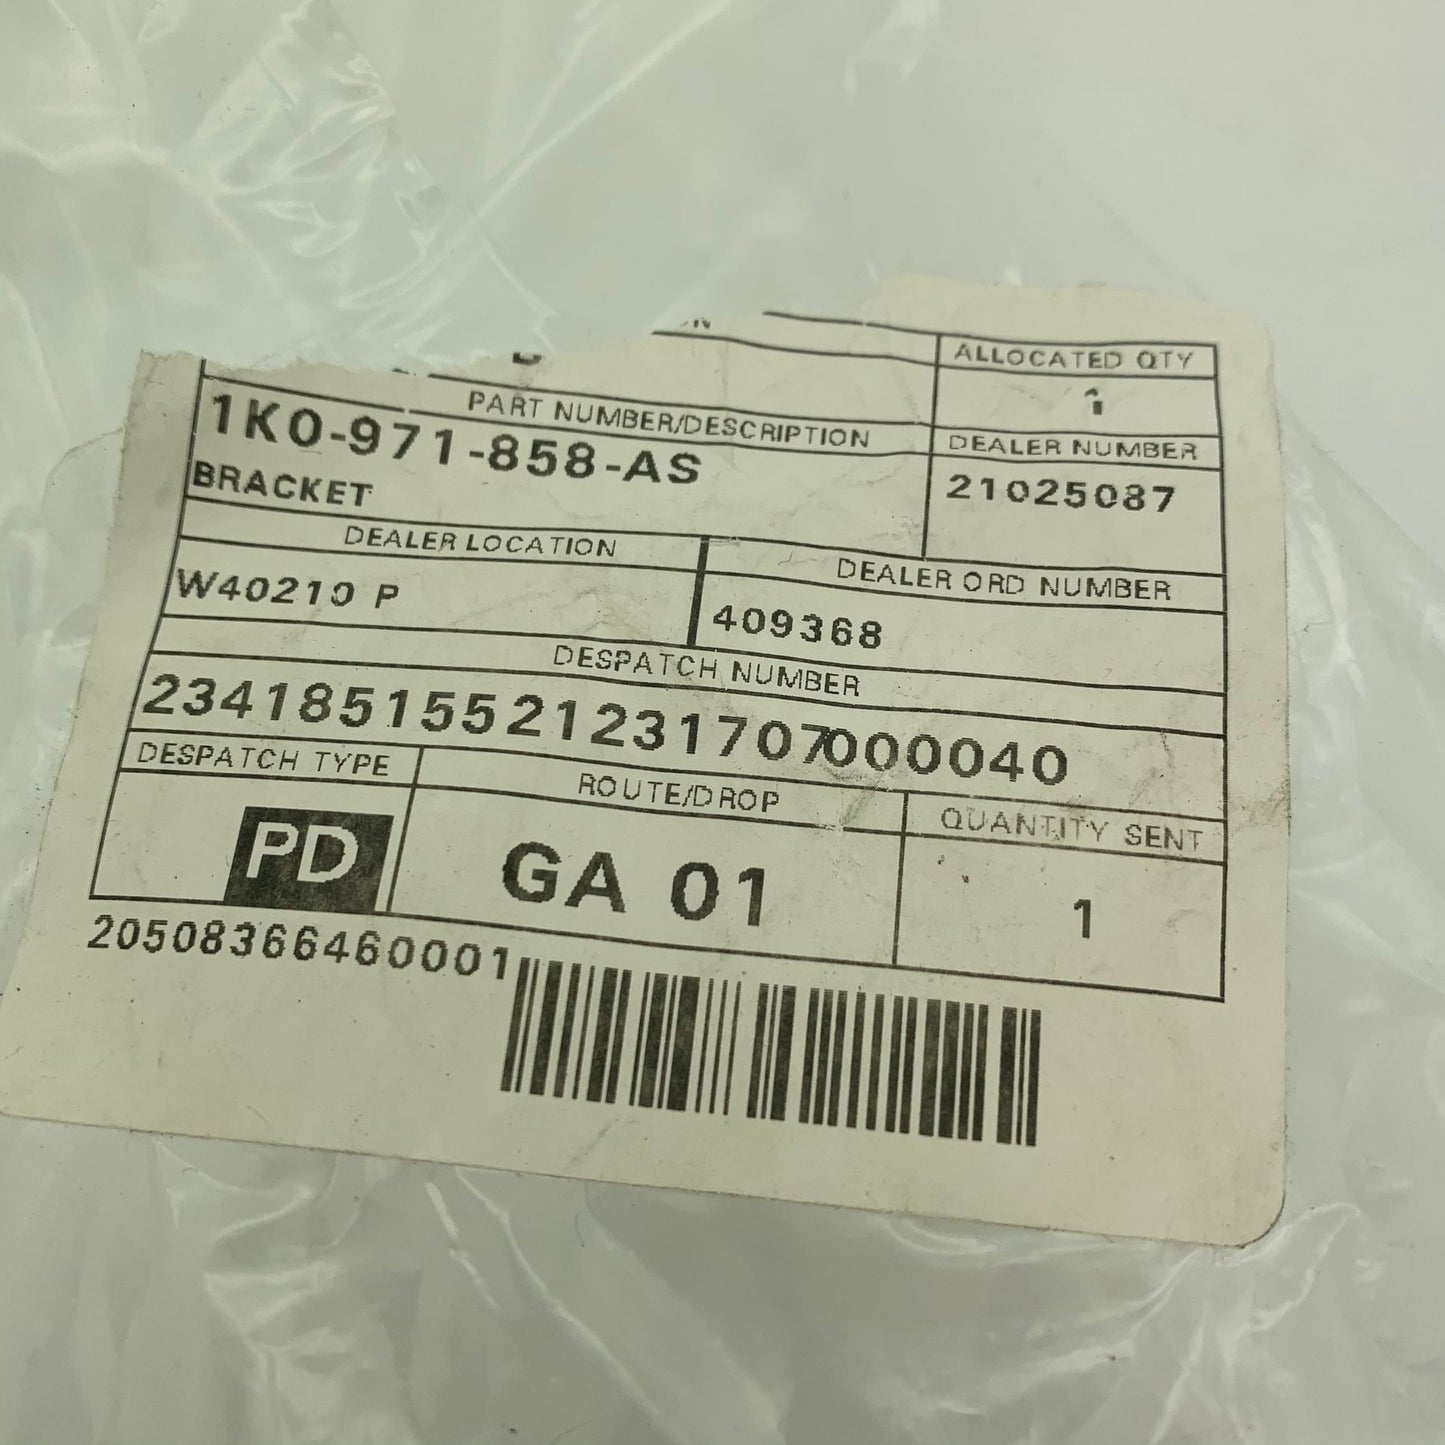 ALLOCATED QTY
1
PART NUMBER/DESCRIPTION
DEALER NUMBER
1K0-971-858-AS
21025087
BRACKET
DEALER LOCATION
DEALER ORD NUMBER
W40210 P
409368
DESPATCH NUMBER
234185155212317070000040
DESPATCH TYPE
ROUTE/DROP
QUANTITY SENT
PD
GA 01
1
20508366460001